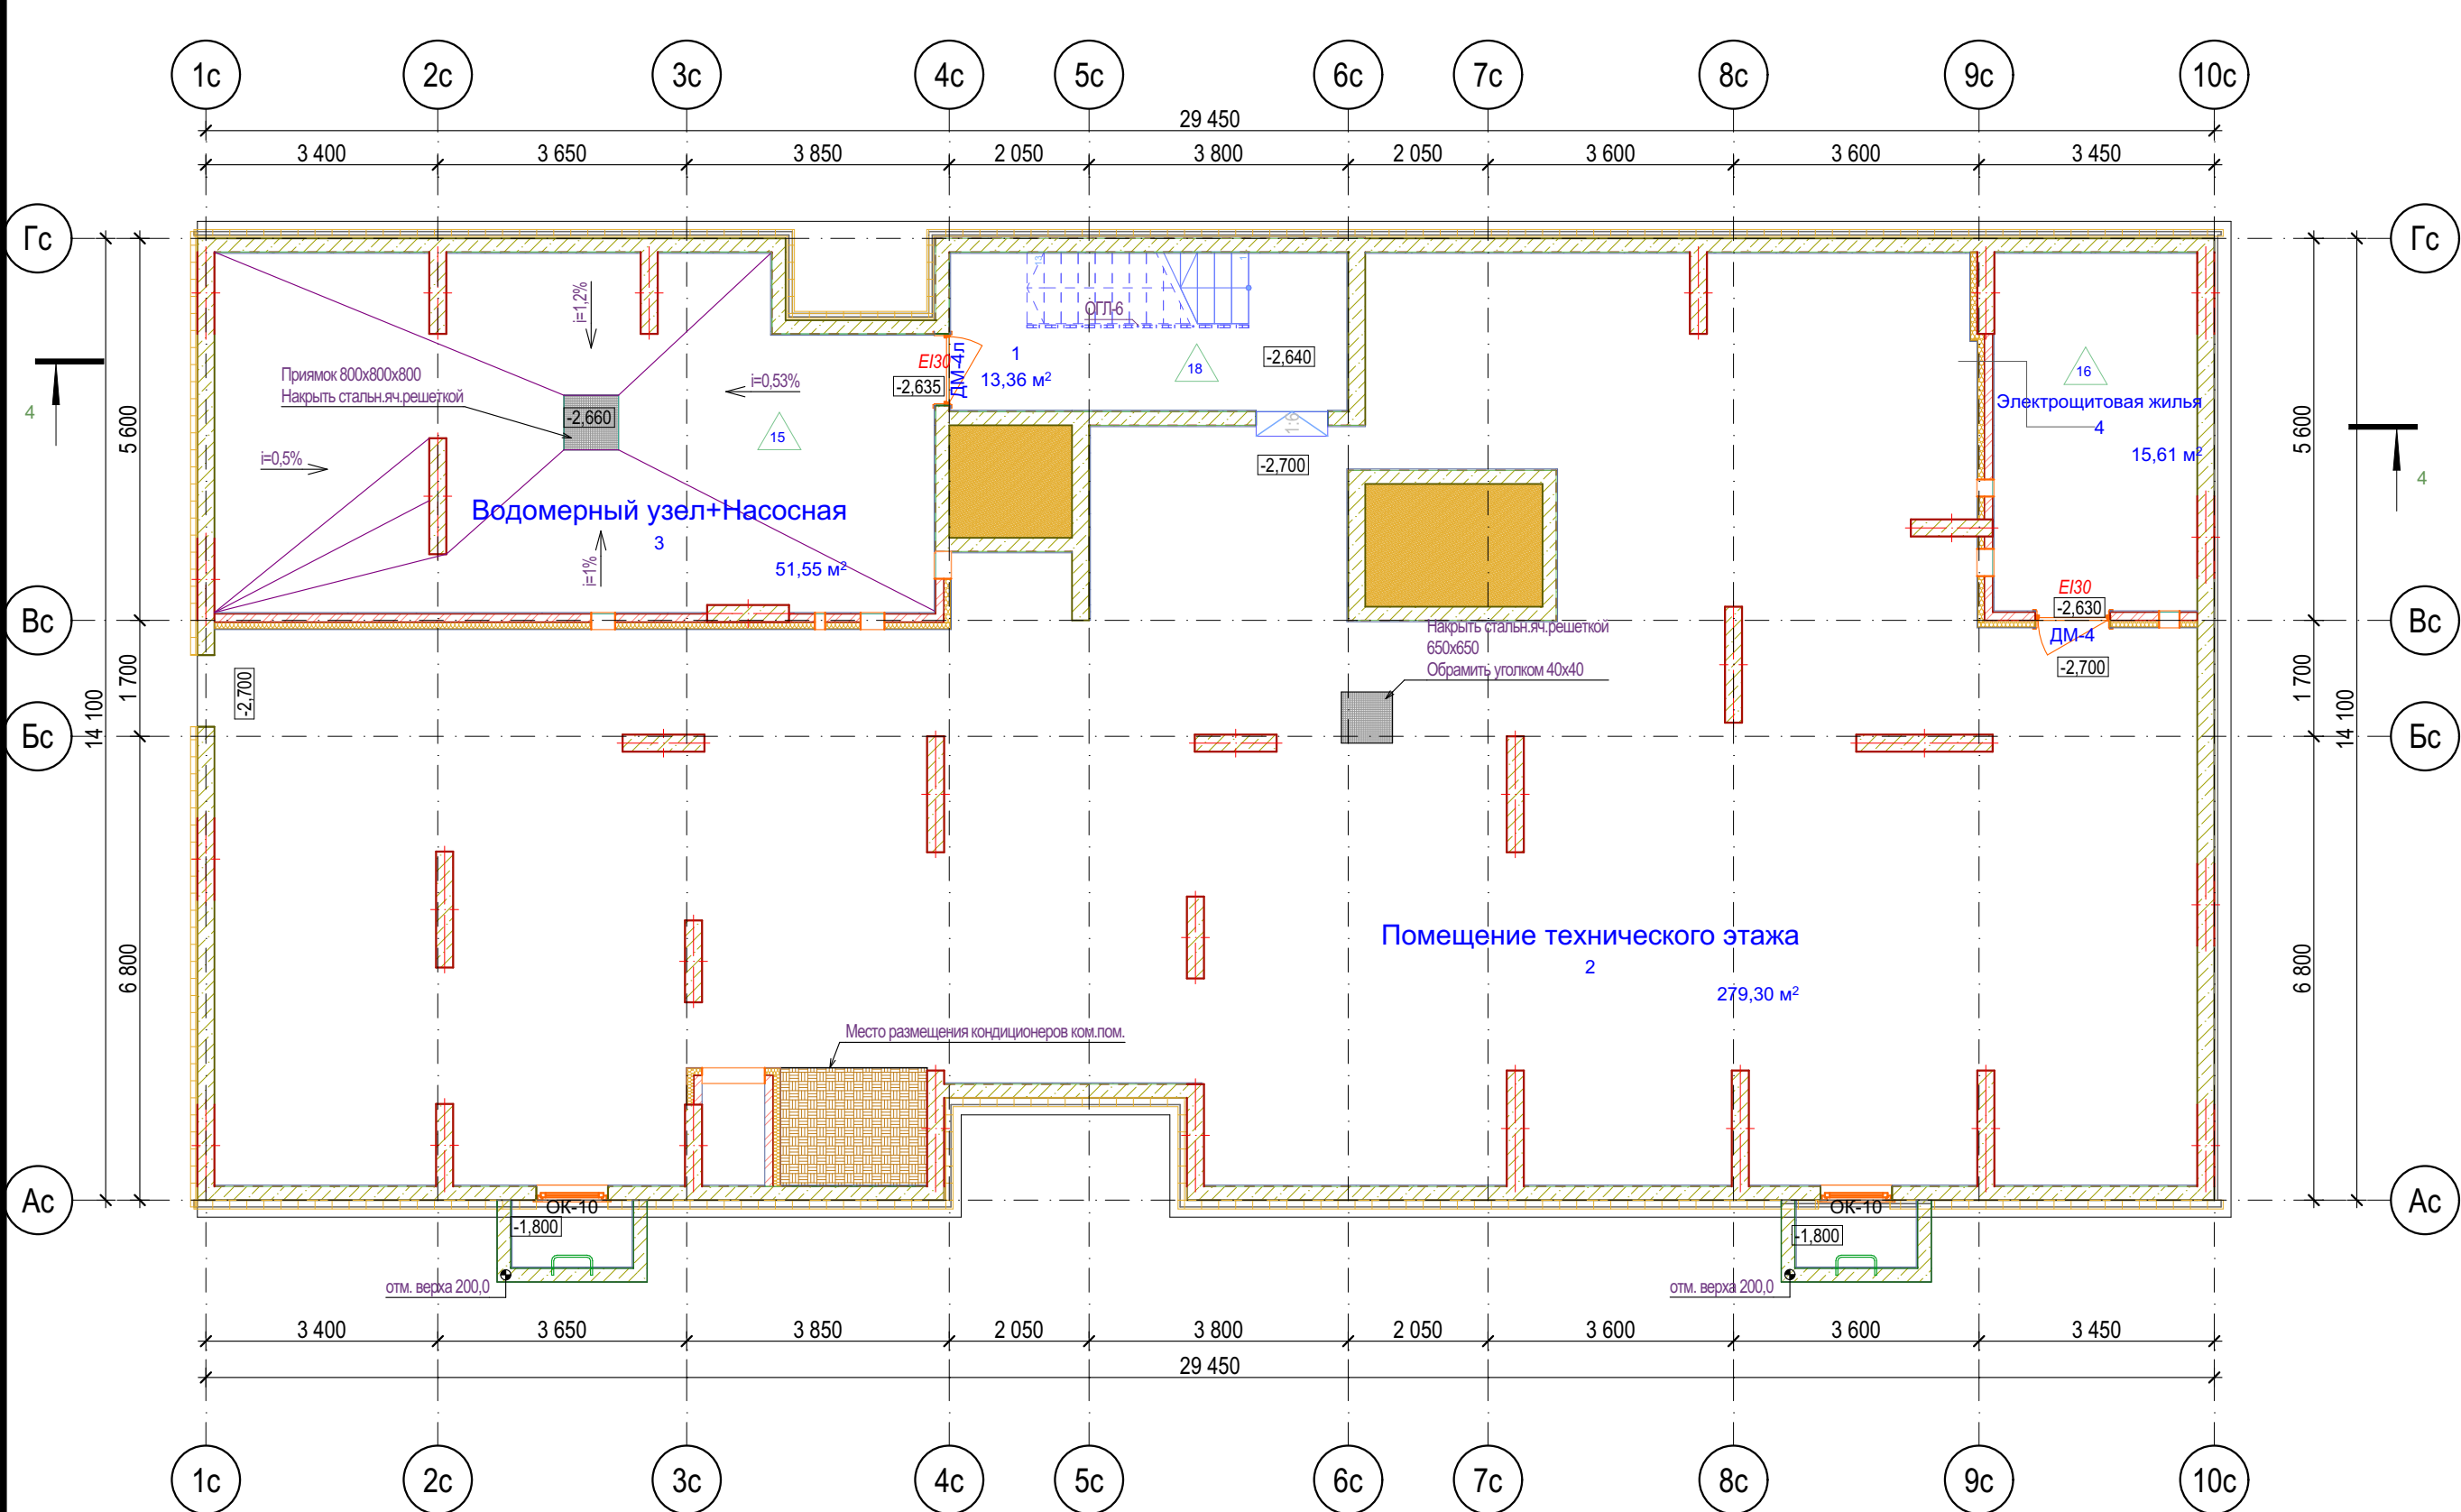 1с 2с 3с 4с 5с 6с 7с 8с 9с 10с
29 450
3 400 3 650 3 850 2 050 3 800 2 050 3 600 3 600 3 450
Гс Гс
i=1,2%
ОГЛ-6
EI30
ДМ-4л
1
13,36 м²
18
-2,640
16
-2,635
Приямок 800х800х800
Накрыть стальн.яч.решеткой
i=0,53%
-2,660
15
4
5 600
i=0,5%
Электрощитовая жилья
4
15,61 м²
5 600
4
-2,700
Водомерный узел+Насосная
3
51,55 м²
i=1%
EI30
-2,630
ДМ-4
-2,700
Вс Вс
Накрыть стальн.яч.решеткой
650х650
Обрамить уголком 40х40
1 700
14 100
-2,700
1 700
14 100
Бс Бс
6 800
6 800
Помещение технического этажа
2
279,30 м²
Место размещения кондиционеров ком.пом.
Ас Ас
ОК-10
-1,800
отм. верха 200,0
ОК-10
-1,800
отм. верха 200,0
3 400 3 650 3 850 2 050 3 800 2 050 3 600 3 600 3 450
29 450
1с 2с 3с 4с 5с 6с 7с 8с 9с 10с